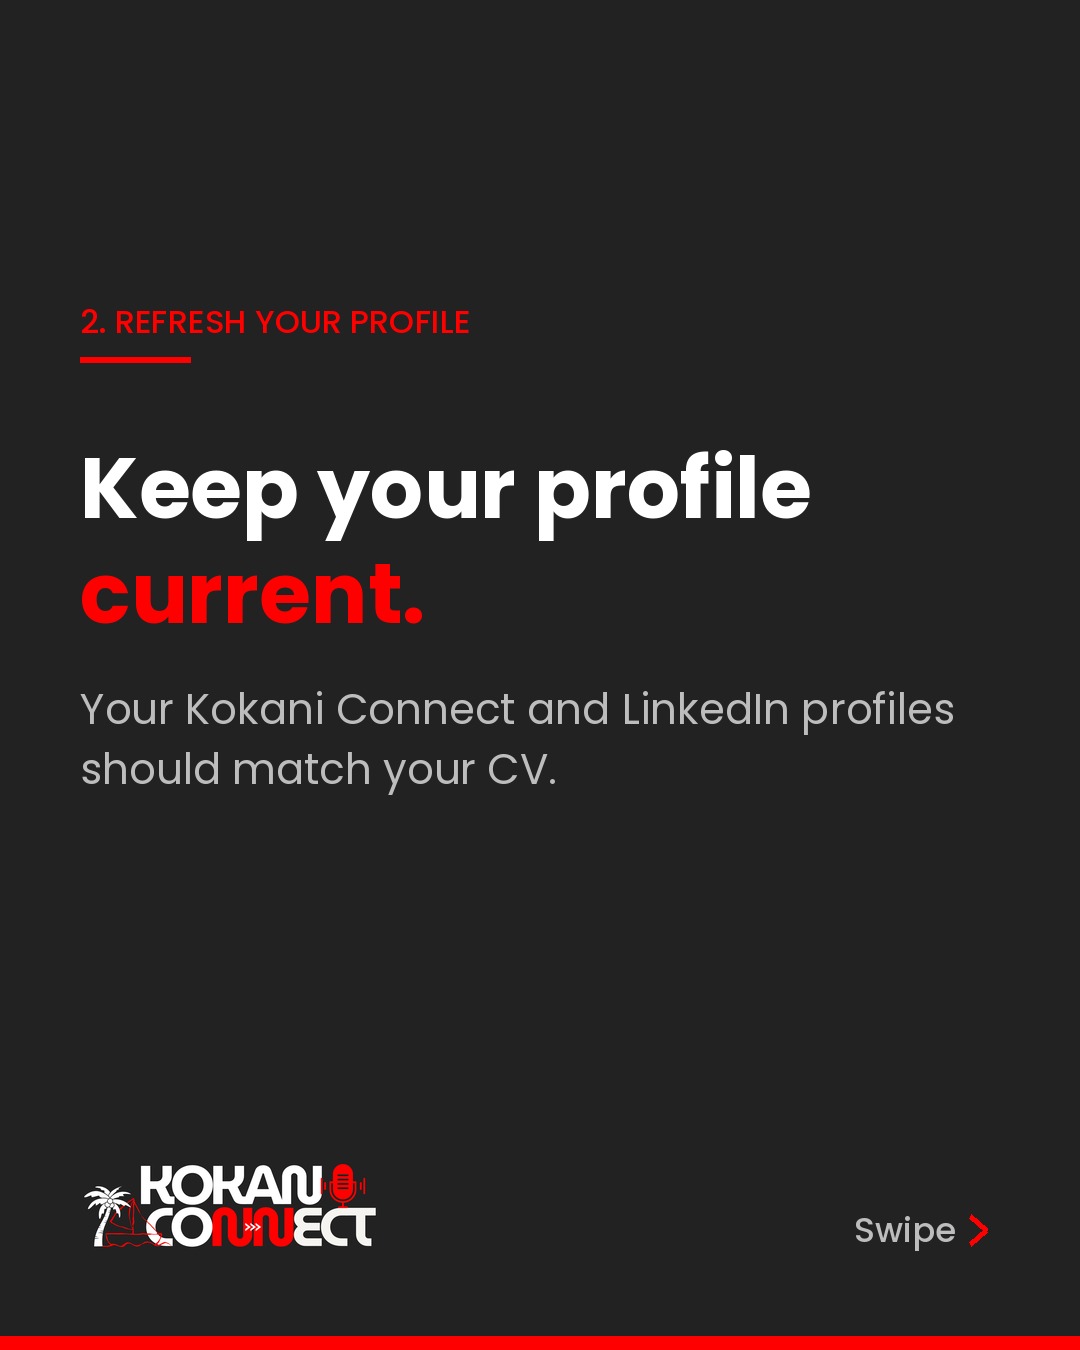 2. REFRESH YOUR PROFILE
Keep your profile
current.
Your Kokani Connect and LinkedIn profiles
should match your CV.
KOKANI
CONNECT
Swipe